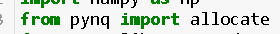 import numpy as np
from pynq import allocate